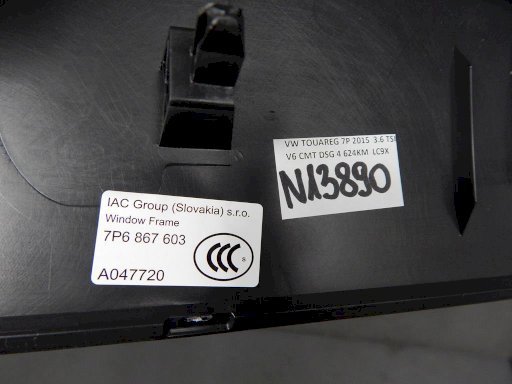 VW TOUAREG 7P 2015 3.6 TSI
V6 CMT DSG 4 624KM LC9X
N13890
IAC Group (Slovakia) s.r.o.
Window Frame
7P6 867 603
CCC S
A047720